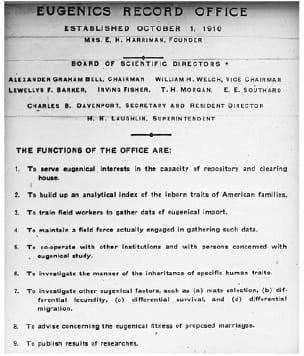 EUGENICS RECORD OFFICE
ESTABLISHED OCTOBER 1, 1910
MRS. E. H. HARRIMAN, FOUNDER
BOARD OF SCIENTIFIC DIRECTORS
ALEXANDER GRAHAM BELL, CHAIRMAN WILLIAM H. WELCH, VICE CHAIRMAN
LEWELLYS F. BARKER, IRVING FISHER, T. H. MORGAN, E. E. SOUTHARD
CHARLES B. DAVENPORT, SECRETARY AND RESIDENT DIRECTOR
H. H. LAUGHLIN, SUPERINTENDENT
THE FUNCTIONS OF THE OFFICE ARE:
1. To serve eugenical interests in the capacity of repository and clearing
house.
2. To build up an analytical index of the inborn traits of American families.
3. To train field workers to gather data of eugenical import.
4. To maintain a field force actually engaged in gathering such data.
5. To co-operate with other institutions and with persons concerned with
eugenical study.
6. To investigate the manner of the inheritance of specific human traits.
7. To investigate other eugenical factors, such as (a) mate selection, (b) dif-
ferential fecundity, (c) differential survival, and (d) differential
migration.
8. To advise concerning the eugenical fitness of proposed marriages.
9. To publish results of researches.